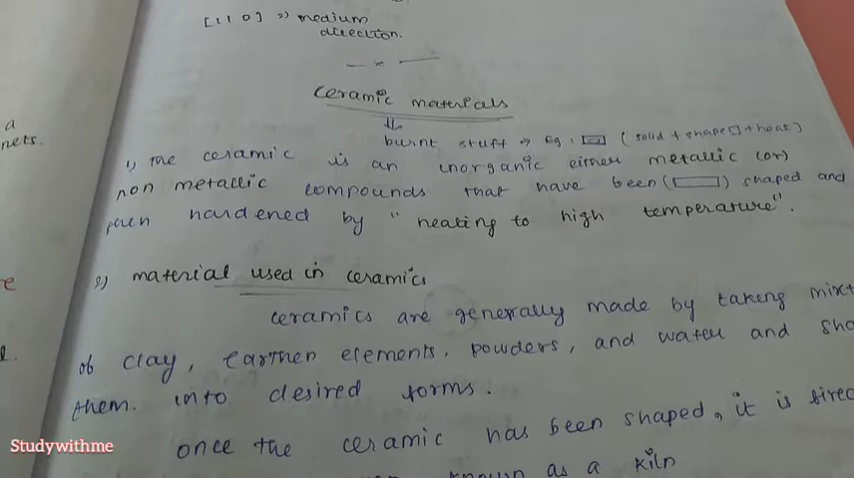 [110] => medium
direction.
— x —
ceramic materials
a
nets.
burnt stuff => eg: (solid + shape + heat)
1) The ceramic is an inorganic either metallic (or)
non metallic compounds that have been ( ) shaped and
then hardened by "heating to high temperature".
e
2) material used in ceramics
ceramics are generally made by taking mixt
of clay, earthen elements, powders, and water and sha
them into desired forms.
Studywithme
once the ceramic has been shaped, it is fired
known as a kiln